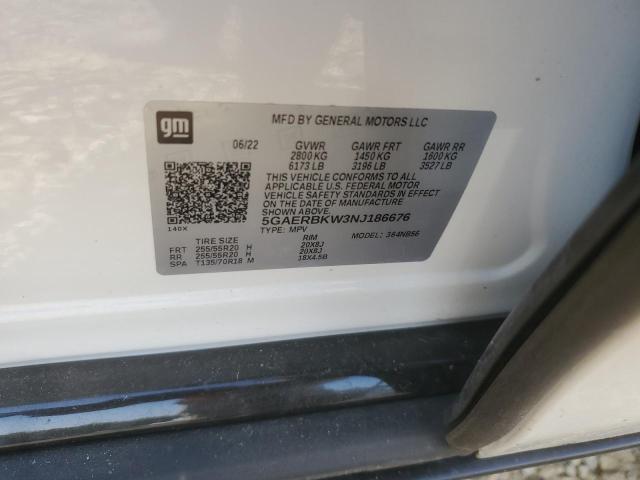 gm
MFD BY GENERAL MOTORS LLC
06/22 GVWR GAWR FRT GAWR RR
2800 KG 1450 KG 1600 KG
6173 LB 3196 LB 3527 LB
THIS VEHICLE CONFORMS TO ALL
APPLICABLE U.S. FEDERAL MOTOR
VEHICLE SAFETY STANDARDS IN
EFFECT ON THE DATE OF MANUFACTURE
SHOWN ABOVE.
140X
5GAERBKW3NJ186676
TYPE: MPV MODEL: 364NB56
TIRE SIZE RIM
FRT 255/55R20 H 20X8J
RR 255/55R20 H 20X8J
SPA T135/70R18 M 18X4.5B